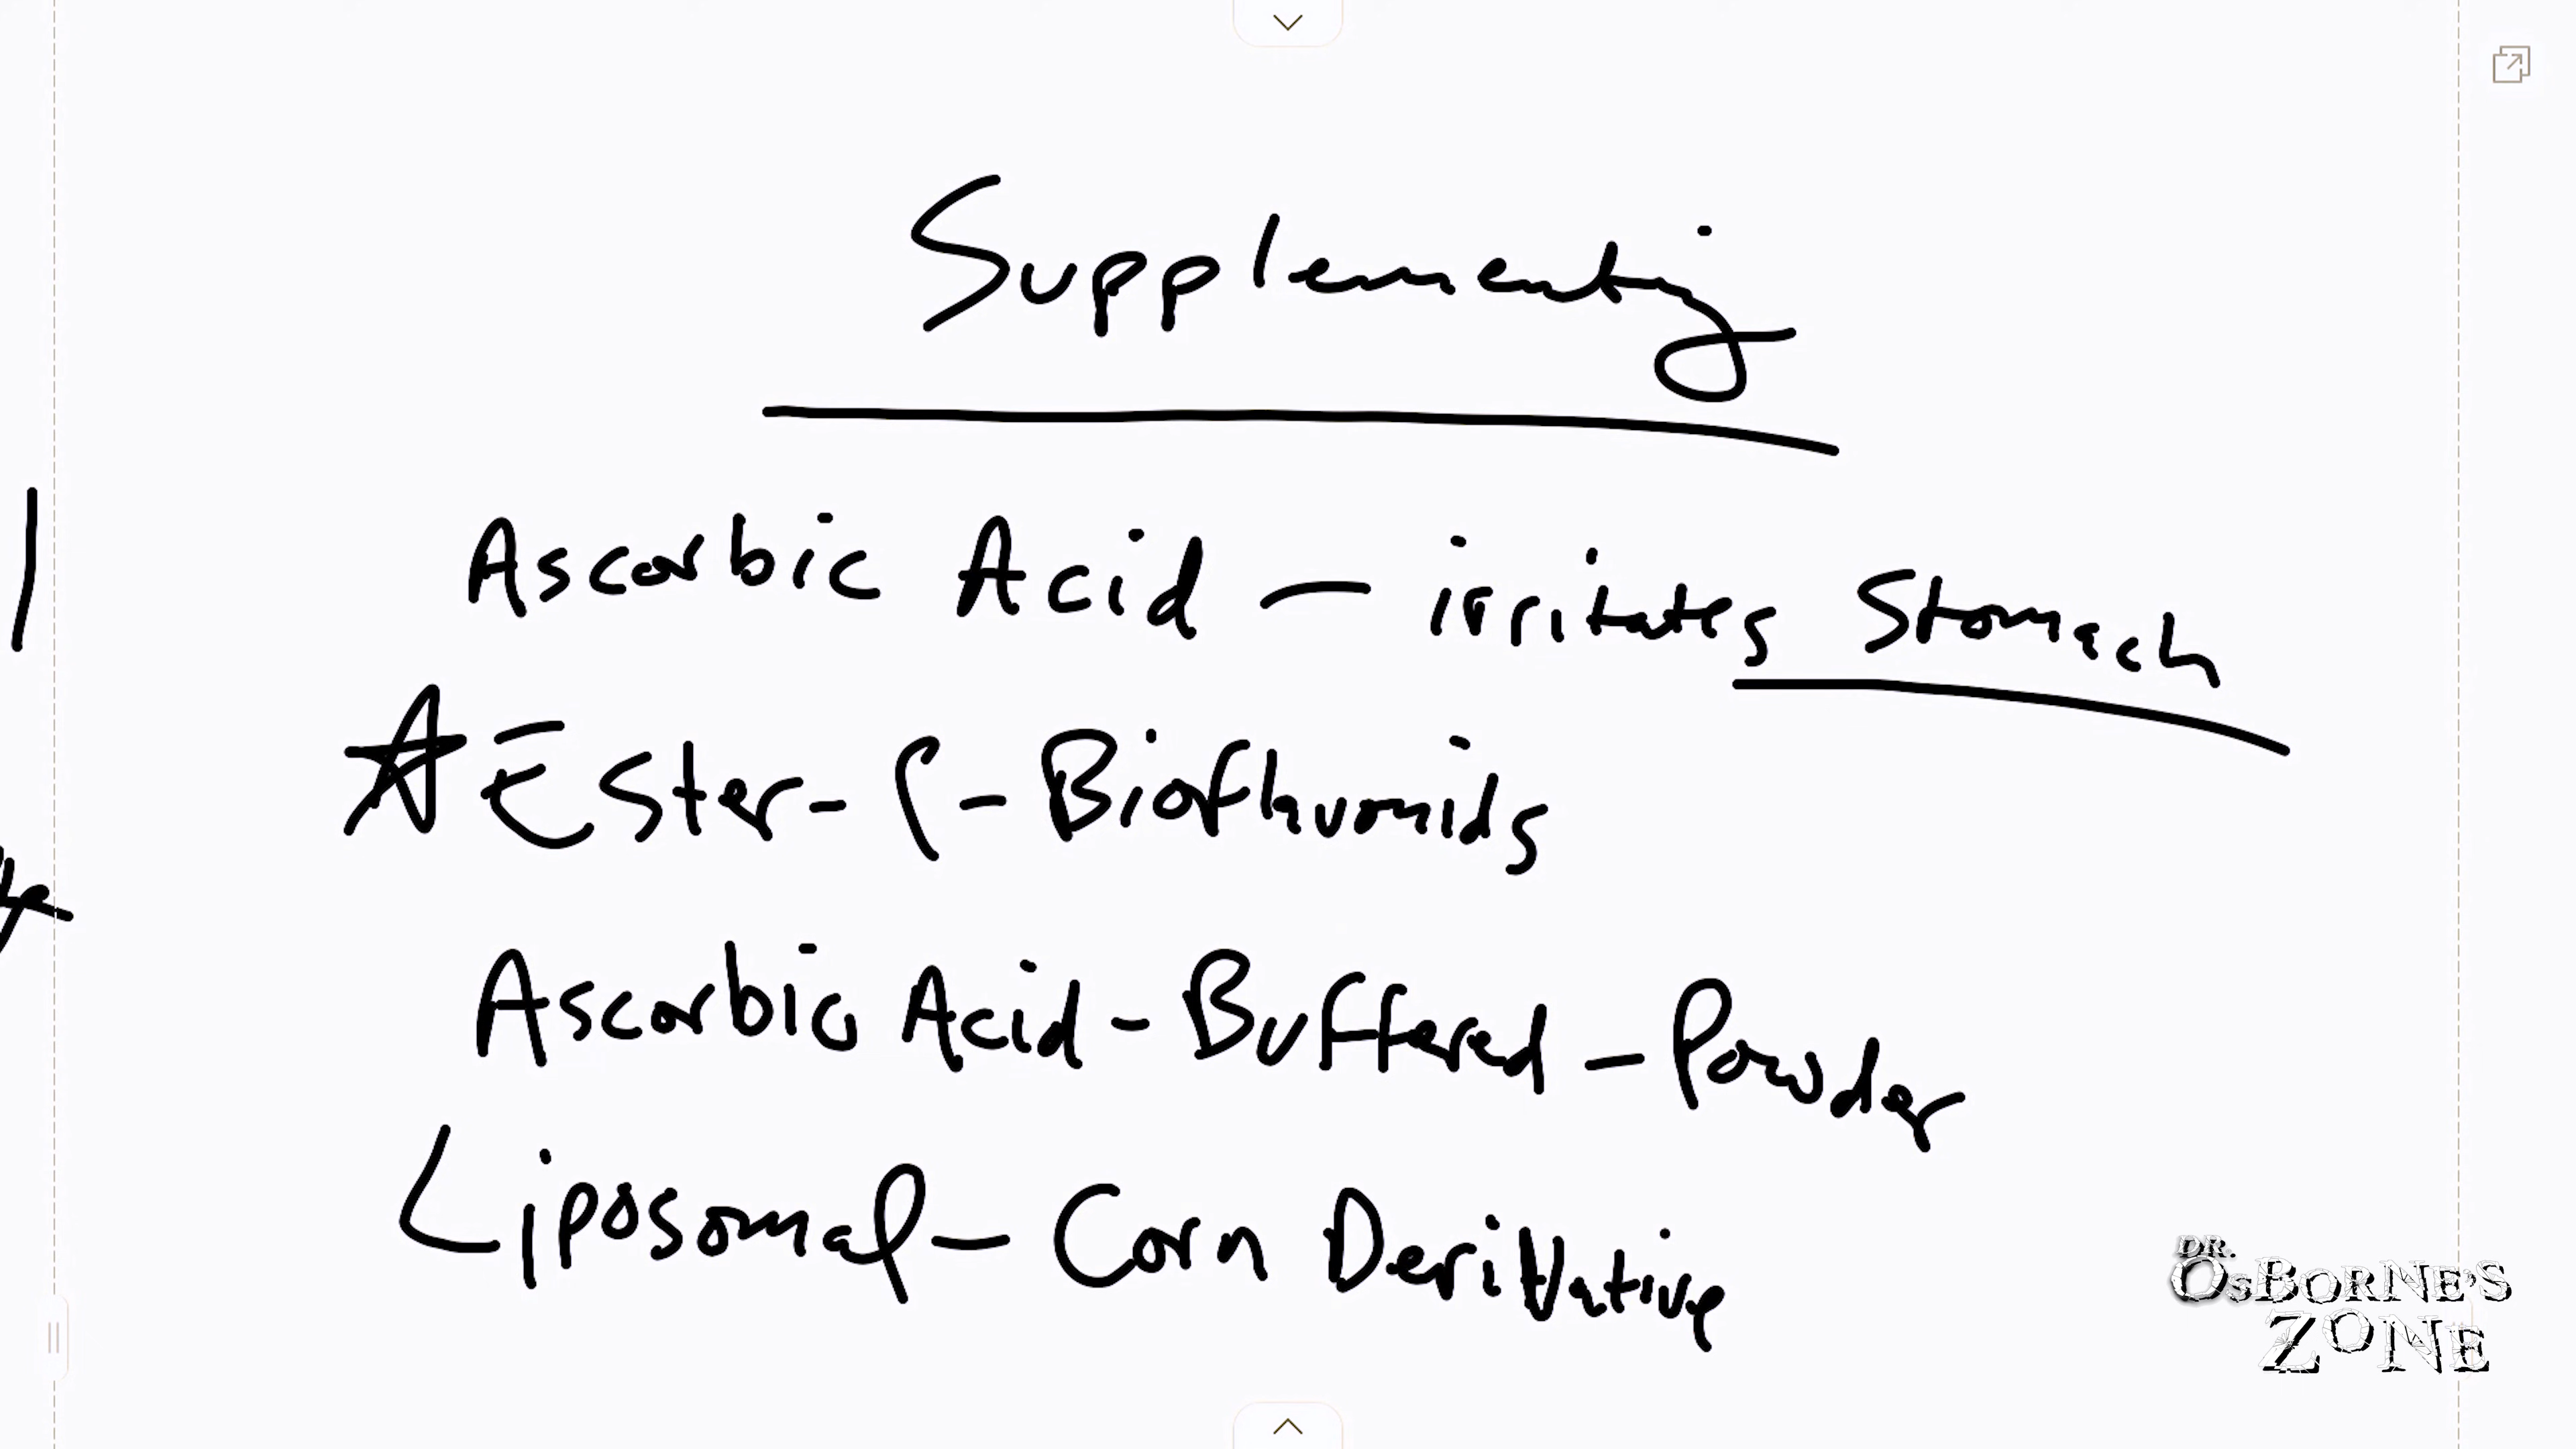 Supplementing
Ascorbic Acid — irritates Stomach
Ester-C - Bioflavonoids
Ascorbic Acid - Buffered - Powder
Liposomal - Corn Derivative
DR.
OSBORNE'S
ZONE